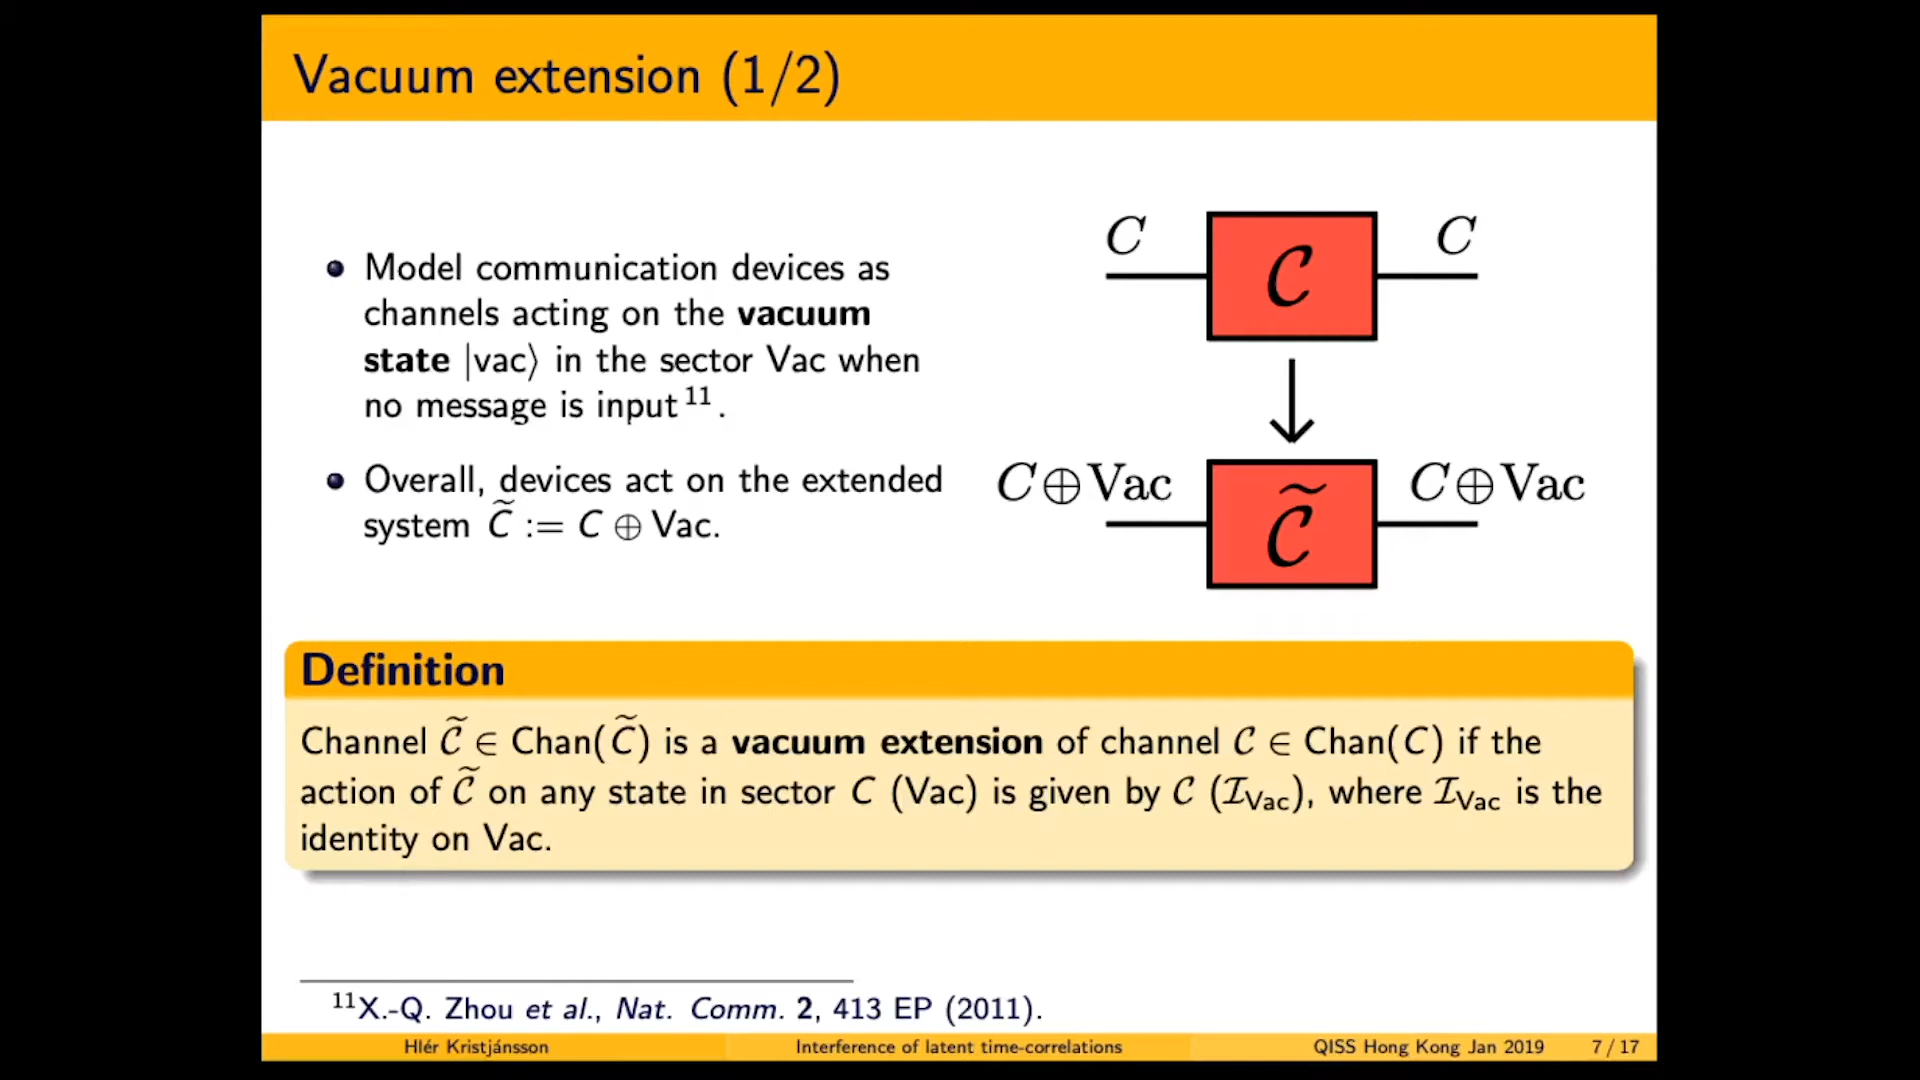 Vacuum extension (1/2)
Model communication devices as
channels acting on the vacuum
state |vac⟩ in the sector Vac when
no message is input¹¹.
Overall, devices act on the extended
system C̃ := C ⊕ Vac.
C 𝒞 C
C⊕Vac 𝒞̃ C⊕Vac
Definition
Channel 𝒞̃ ∈ Chan(C̃) is a vacuum extension of channel 𝒞 ∈ Chan(C) if the
action of 𝒞̃ on any state in sector C (Vac) is given by 𝒞 (ℐ_Vac), where ℐ_Vac is the
identity on Vac.
¹¹X.-Q. Zhou et al., Nat. Comm. 2, 413 EP (2011).
Hlér Kristjánsson Interference of latent time-correlations QISS Hong Kong Jan 2019 7 / 17